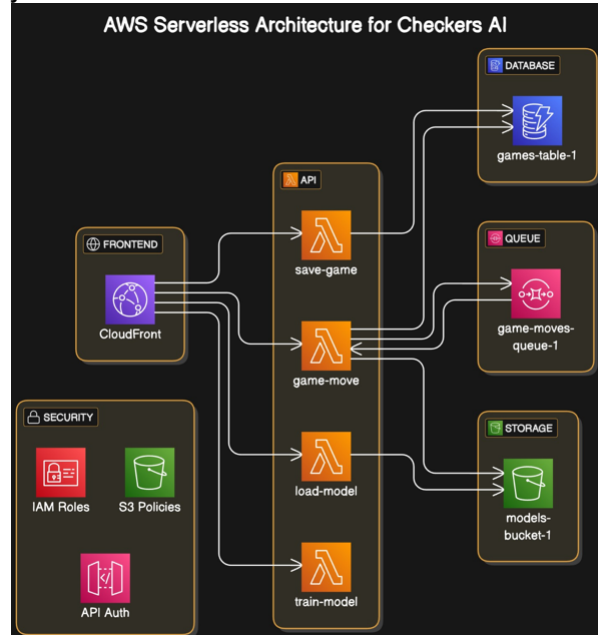 AWS Serverless Architecture for Checkers AI
DATABASE
games-table-1
API
save-game
FRONTEND
CloudFront
QUEUE
game-moves-
queue-1
game-move
SECURITY
IAM Roles
S3 Policies
API Auth
load-model
STORAGE
models-
bucket-1
train-model